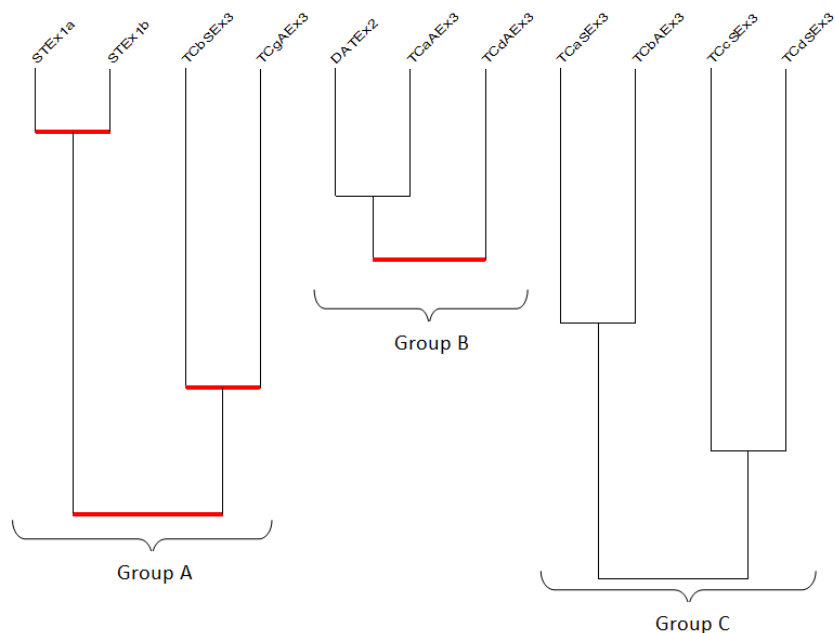 STEx1a
STEx1b
TCbSEx3
TCgAEx3
DATEx2
TCaAEx3
TCdAEx3
TCaSEx3
TCbAEx3
TCcSEx3
TCdSEx3
Group B
Group A
Group C